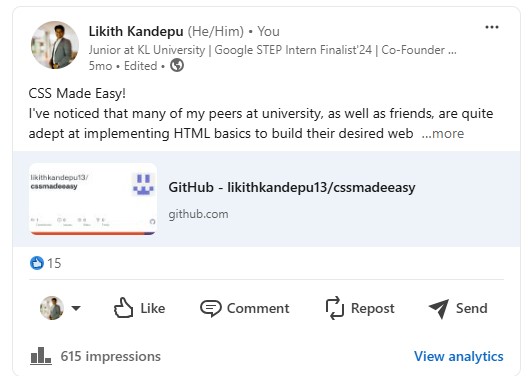 Likith Kandepu (He/Him) • You
Junior at KL University | Google STEP Intern Finalist'24 | Co-Founder ...
5mo • Edited •
CSS Made Easy!
I've noticed that many of my peers at university, as well as friends, are quite
adept at implementing HTML basics to build their desired web ...more
likithkandepu13/
cssmadeeasy
GitHub - likithkandepu13/cssmadeeasy
github.com
15
Like
Comment
Repost
Send
615 impressions
View analytics